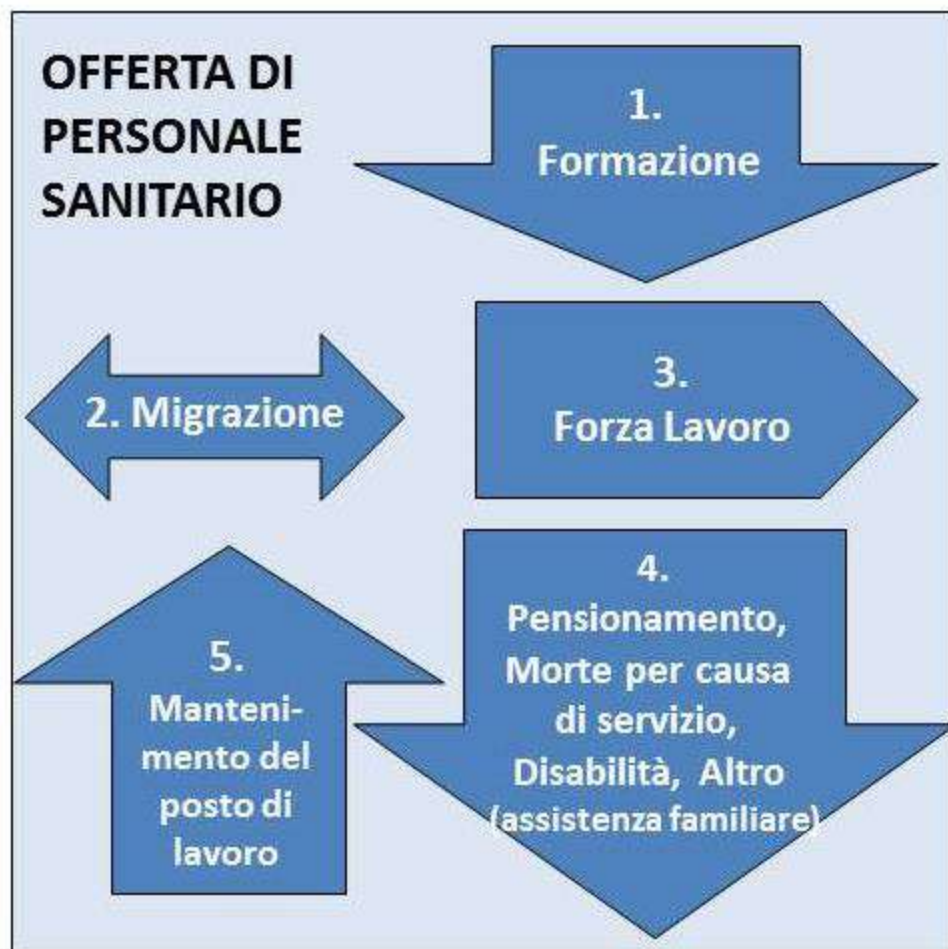 OFFERTA DI
PERSONALE
SANITARIO
1.
Formazione
2. Migrazione
3.
Forza Lavoro
4.
Pensionamento,
Morte per causa
di servizio,
Disabilità, Altro
(assistenza familiare)
5.
Manteni-
mento del
posto di
lavoro